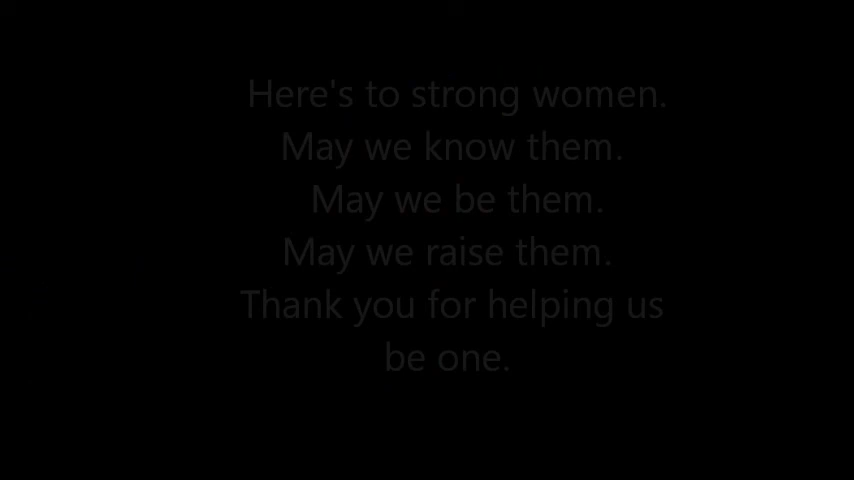 Here's to strong women.
May we know them.
May we be them.
May we raise them.
Thank you for helping us
be one.